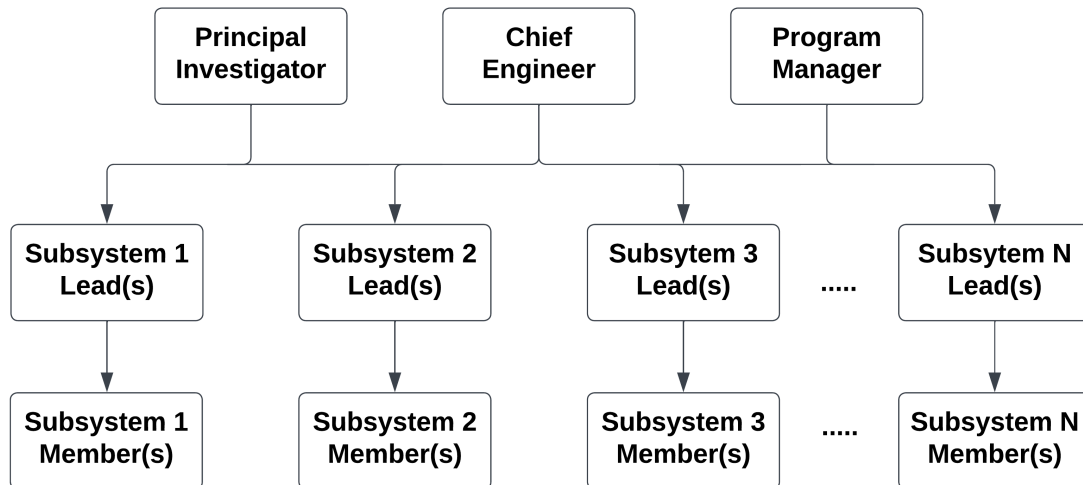 Principal
Investigator
Chief
Engineer
Program
Manager
Subsystem 1
Lead(s)
Subsystem 2
Lead(s)
Subsytem 3
Lead(s)
.....
Subsytem N
Lead(s)
Subsystem 1
Member(s)
Subsystem 2
Member(s)
Subsystem 3
Member(s)
.....
Subsystem N
Member(s)